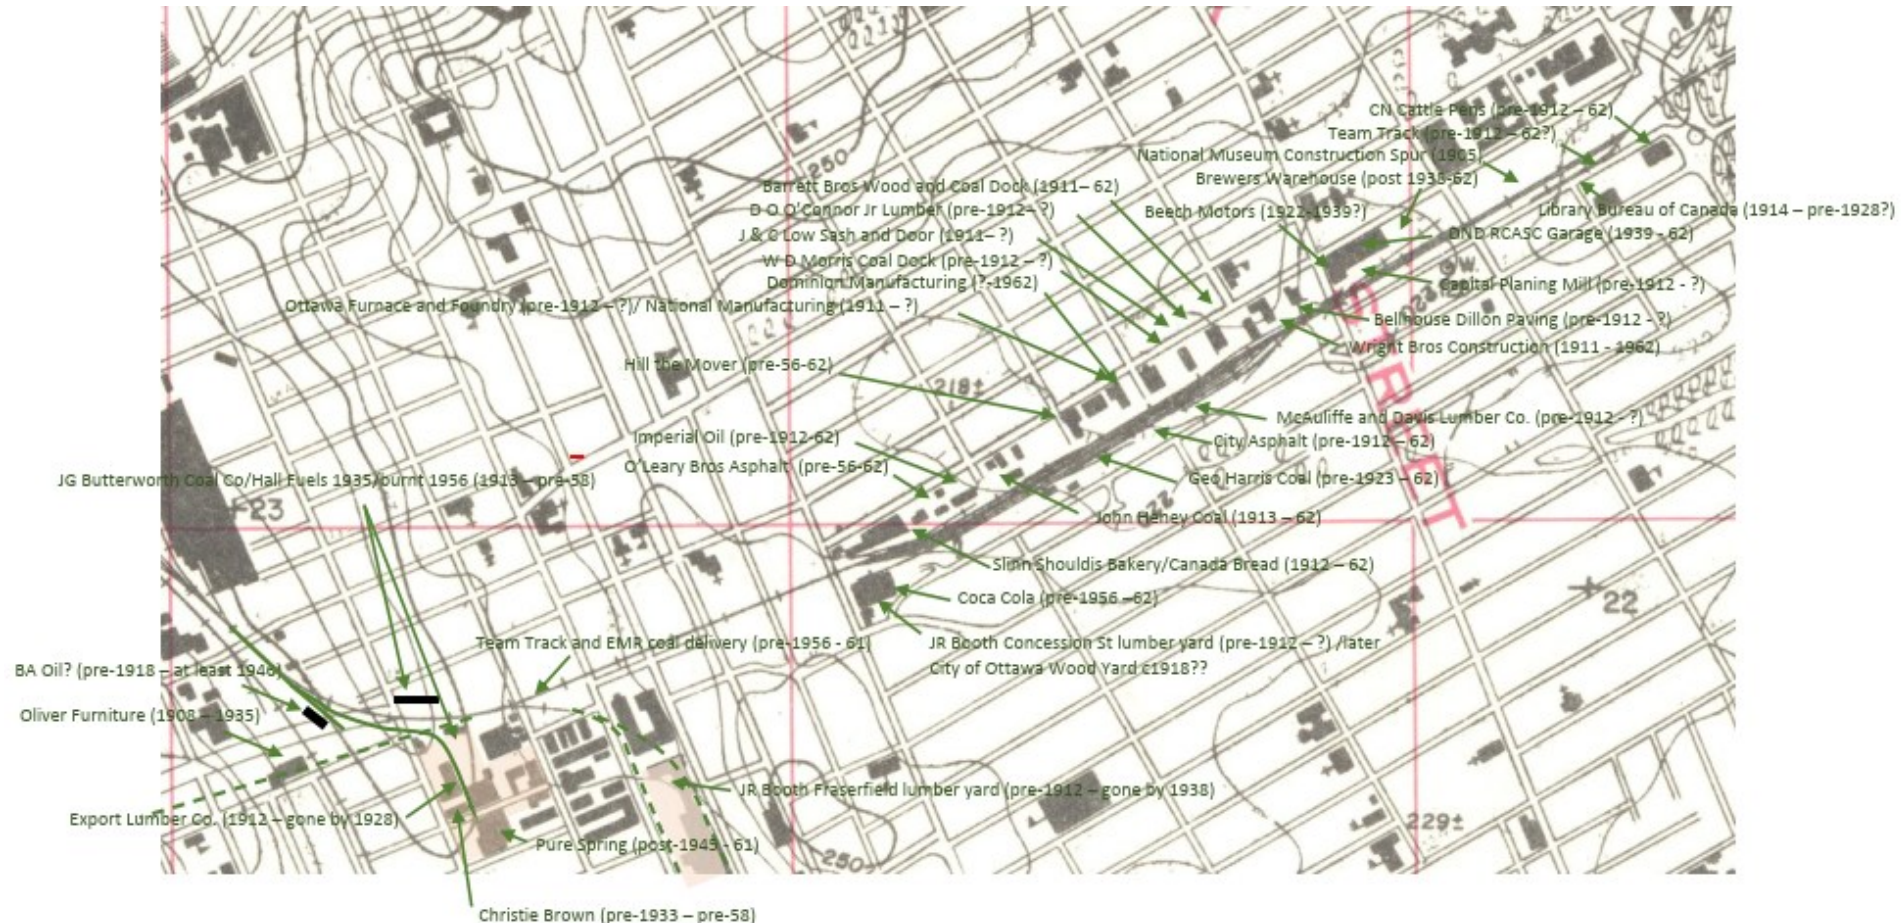 CN Cattle Pens (pre-1912 – 62)
Team Track (pre-1912 – 62?)
National Museum Construction Spur (1905)
250
Brewers Warehouse (post 1938-62)
Barrett Bros Wood and Coal Dock (1911– 62)
D O O'Connor Jr Lumber (pre-1912– ?)
Beech Motors (1922-1939?)
Library Bureau of Canada (1914 – pre-1928?)
J & C Low Sash and Door (1911– ?)
DND RCASC Garage (1939 - 62)
W D Morris Coal Dock (pre-1912 – ?)
Dominion Manufacturing (?-1962)
Capital Planing Mill (pre-1912 - ?)
Ottawa Furnace and Foundry (pre-1912 – ?)/ National Manufacturing (1911 – ?)
Bellhouse Dillon Paving (pre-1912 - ?)
Wright Bros Construction (1911 - 1962)
STREET
Hill the Mover (pre-56-62)
218±
McAuliffe and Davis Lumber Co. (pre-1912 - ?)
Imperial Oil (pre-1912-62)
City Asphalt (pre-1912 – 62)
O'Leary Bros Asphalt (pre-56-62)
JG Butterworth Coal Co/Hall Fuels 1935/burnt 1956 (1913 – pre-58)
Geo Harris Coal (pre-1923 – 62)
23
222
John Heney Coal (1913 – 62)
Slinn Shouldis Bakery/Canada Bread (1912 – 62)
Coca Cola (pre-1956 –62)
22
Team Track and EMR coal delivery (pre-1956 - 61)
JR Booth Concession St lumber yard (pre-1912 – ?) /later
City of Ottawa Wood Yard c1918??
BA Oil? (pre-1918 – at least 1946)
Oliver Furniture (1908 – 1935)
JR Booth Fraserfield lumber yard (pre-1912 – gone by 1938)
Export Lumber Co. (1912 – gone by 1928)
229±
Pure Spring (post-1945 - 61)
250
Christie Brown (pre-1933 – pre-58)